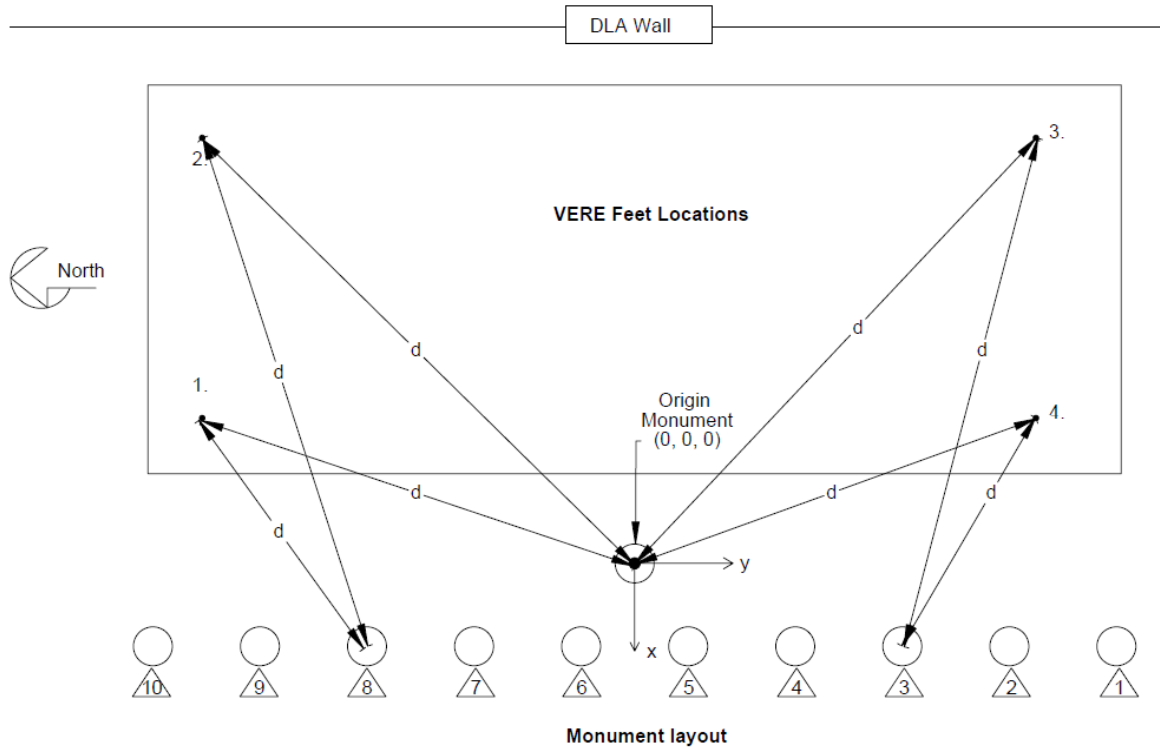 DLA Wall
2.
3.
VERE Feet Locations
North
d
d
d
d
1.
Origin
Monument
(0, 0, 0)
4.
d
d
d
d
y
x
10
9
8
7
6
5
4
3
2
1
Monument layout